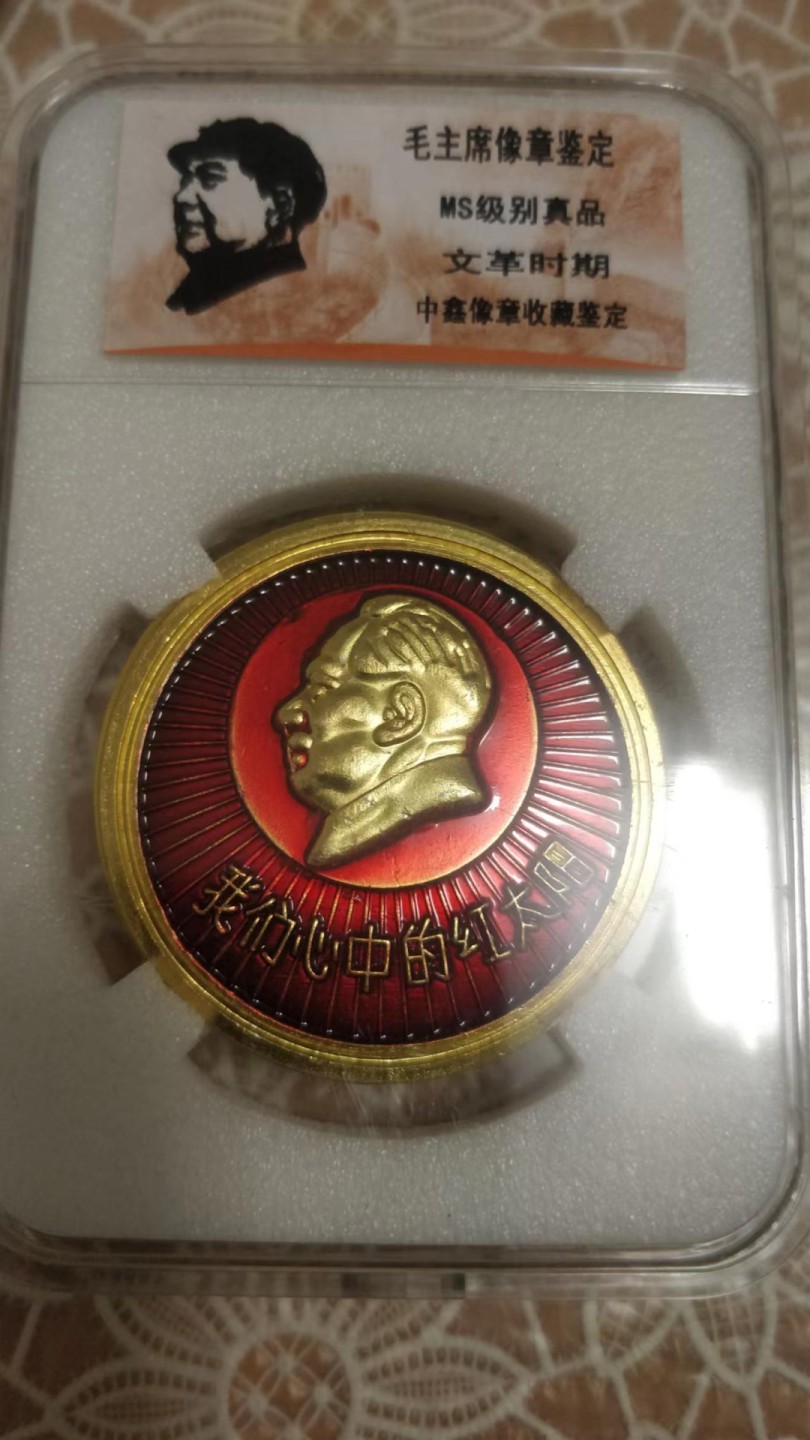 毛主席像章鉴定
MS级别真品
文革时期
中鑫像章收藏鉴定
我们心中的红太阳